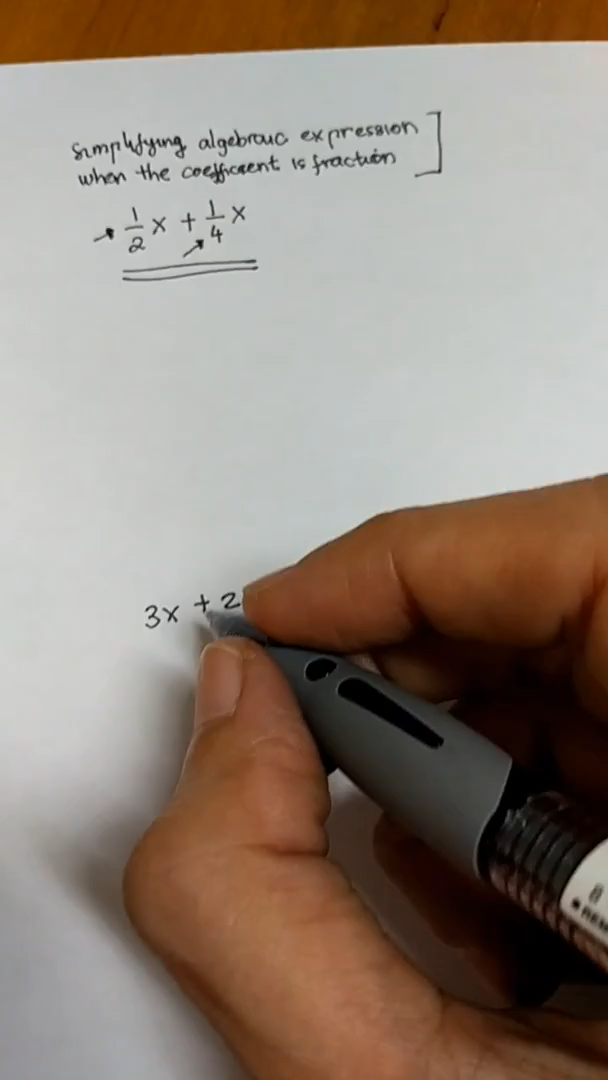 Simplifying algebraic expression
when the coefficient is fraction
1/2 x + 1/4 x
3x + 2